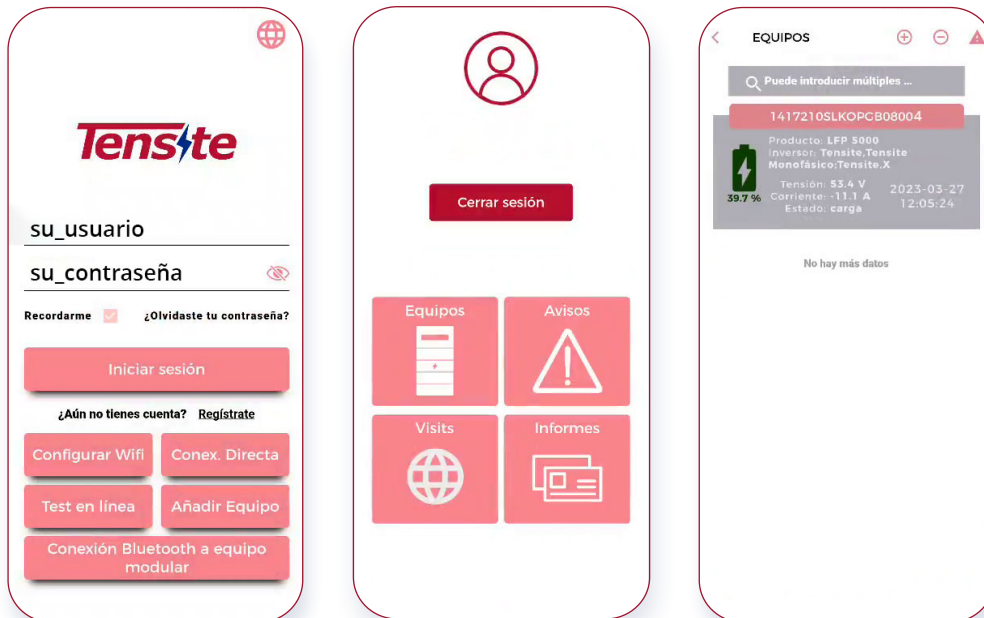 Tensite
su_usuario
su_contraseña
Recordarme
¿Olvidaste tu contraseña?
Iniciar sesión
¿Aún no tienes cuenta? Regístrate
Configurar Wifi
Conex. Directa
Test en línea
Añadir Equipo
Conexión Bluetooth a equipo
modular
Cerrar sesión
Equipos
Avisos
Visits
Informes
EQUIPOS
Puede introducir múltiples ...
1417210SLKOPCB08004
Producto: LFP 5000
Inversor: Tensite,Tensite
Monofásico;Tensite,X
Tensión: 53.4 V
Corriente: -11.1 A
Estado: carga
39.7 %
2023-03-27
12:05:24
No hay más datos